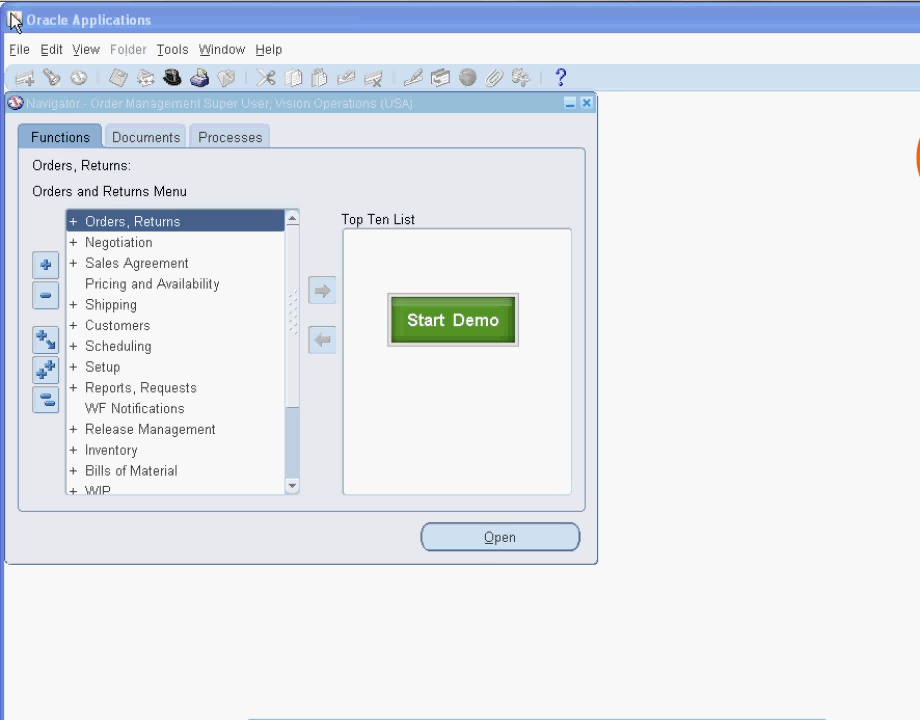 Oracle Applications
File Edit View Folder Tools Window Help
Navigator - Order Management Super User, Vision Operations (USA)
Functions Documents Processes
Orders, Returns:
Orders and Returns Menu
Top Ten List
+ Orders, Returns
+ Negotiation
+ Sales Agreement
Pricing and Availability
+ Shipping
+ Customers
+ Scheduling
+ Setup
+ Reports, Requests
WF Notifications
+ Release Management
+ Inventory
+ Bills of Material
+ WIP
Start Demo
Open